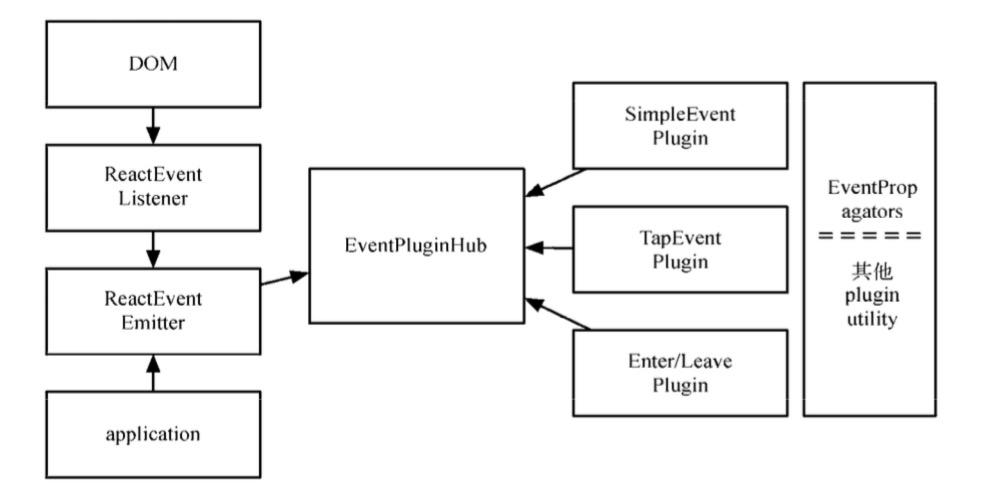 DOM
ReactEvent
Listener
ReactEvent
Emitter
application
EventPluginHub
SimpleEvent
Plugin
TapEvent
Plugin
Enter/Leave
Plugin
EventProp
agators
=====
其他
plugin
utility